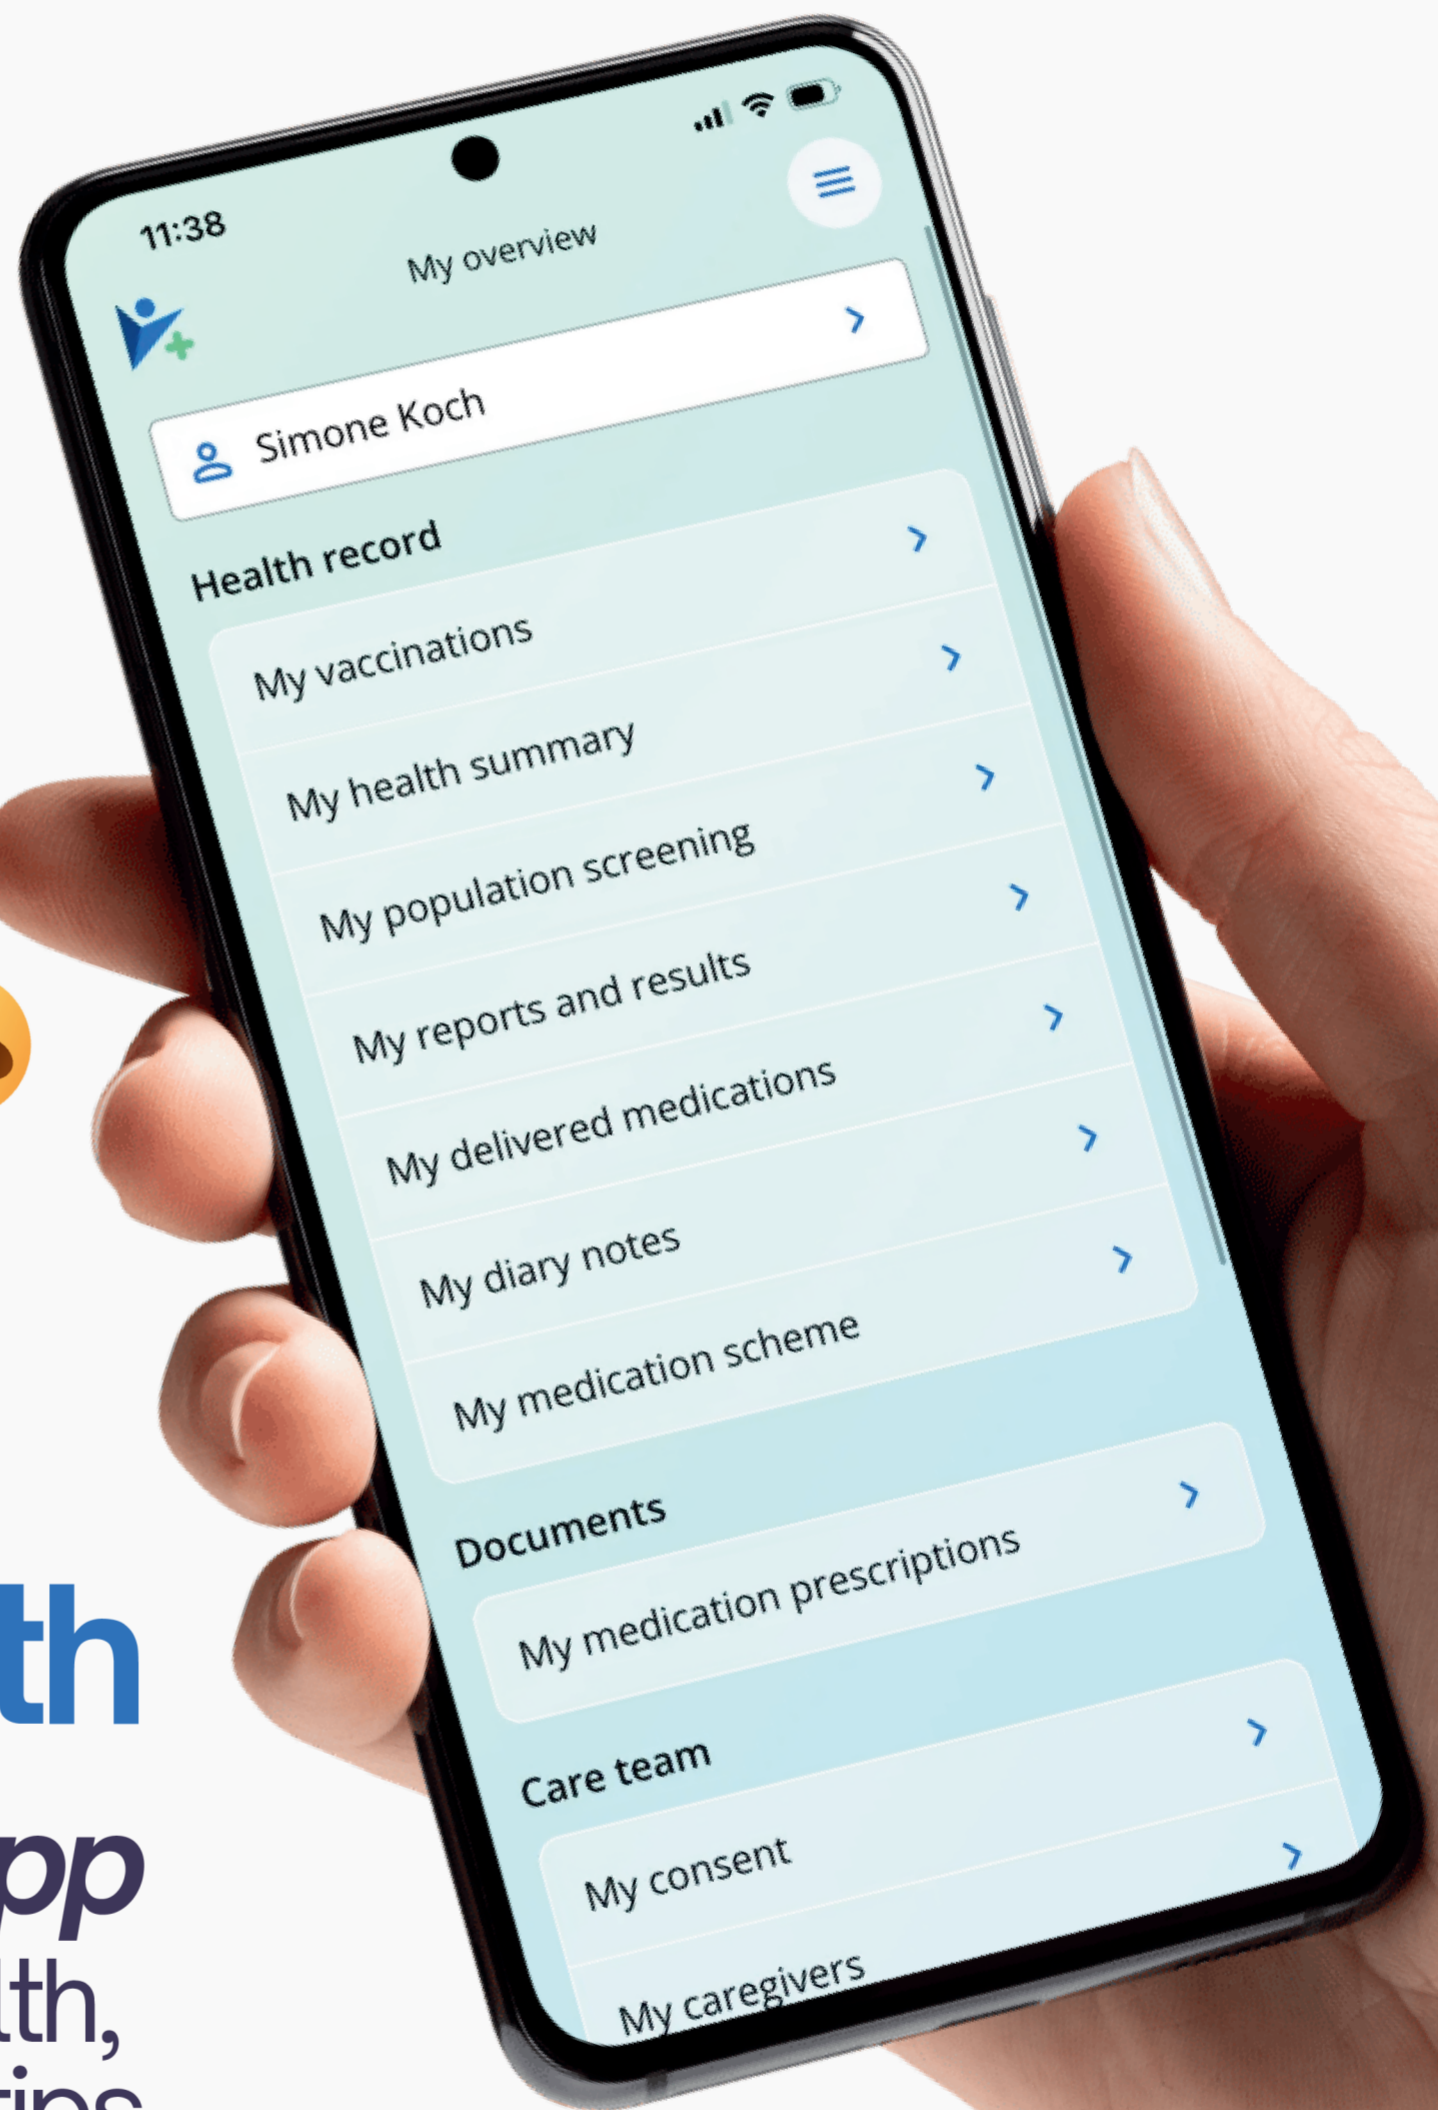 11:38
My overview
Simone Koch
Health record
My vaccinations
My health summary
My population screening
My reports and results
My delivered medications
My diary notes
My medication scheme
Documents
My medication prescriptions
Care team
My consent
My caregivers
th
pp
lth,
tips